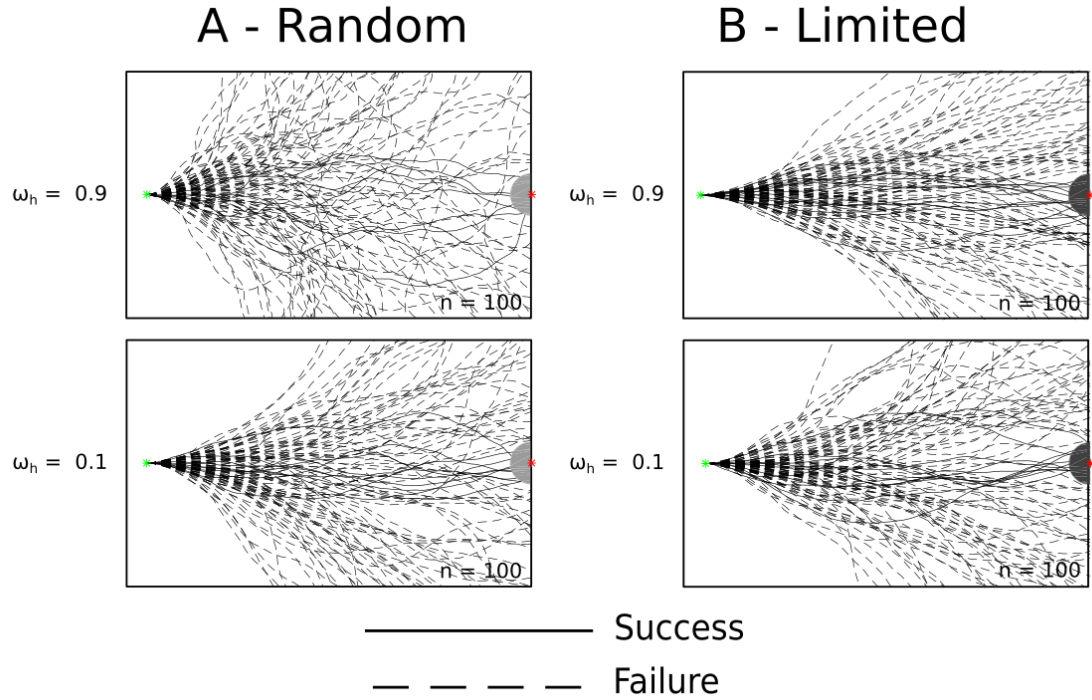 A - Random
B - Limited
ωₕ = 0.9
n = 100
ωₕ = 0.9
n = 100
ωₕ = 0.1
n = 100
ωₕ = 0.1
n = 100
Success
Failure